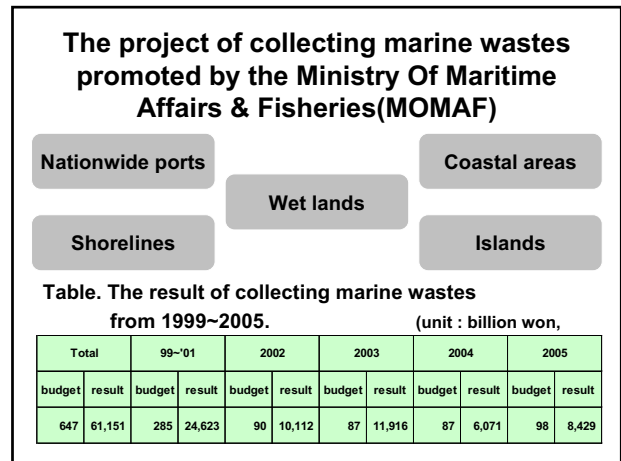 The project of collecting marine wastes
promoted by the Ministry Of Maritime
Affairs & Fisheries(MOMAF)
Nationwide ports
Coastal areas
Wet lands
Shorelines
Islands
Table. The result of collecting marine wastes
from 1999~2005. (unit : billion won,
Total 99~'01 2002 2003 2004 2005
budget result budget result budget result budget result budget result budget result
647 61,151 285 24,623 90 10,112 87 11,916 87 6,071 98 8,429